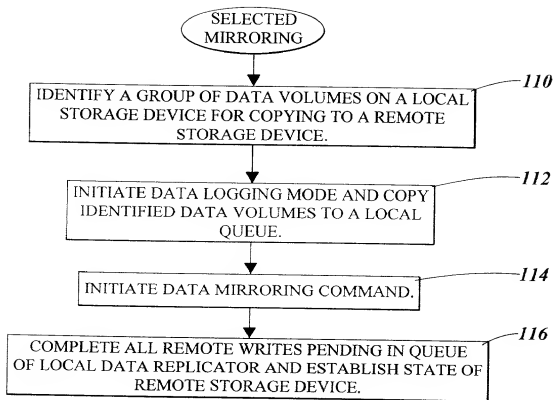 SELECTED
MIRRORING
110
IDENTIFY A GROUP OF DATA VOLUMES ON A LOCAL
STORAGE DEVICE FOR COPYING TO A REMOTE
STORAGE DEVICE.
112
INITIATE DATA LOGGING MODE AND COPY
IDENTIFIED DATA VOLUMES TO A LOCAL
QUEUE.
114
INITIATE DATA MIRRORING COMMAND.
116
COMPLETE ALL REMOTE WRITES PENDING IN QUEUE
OF LOCAL DATA REPLICATOR AND ESTABLISH STATE OF
REMOTE STORAGE DEVICE.